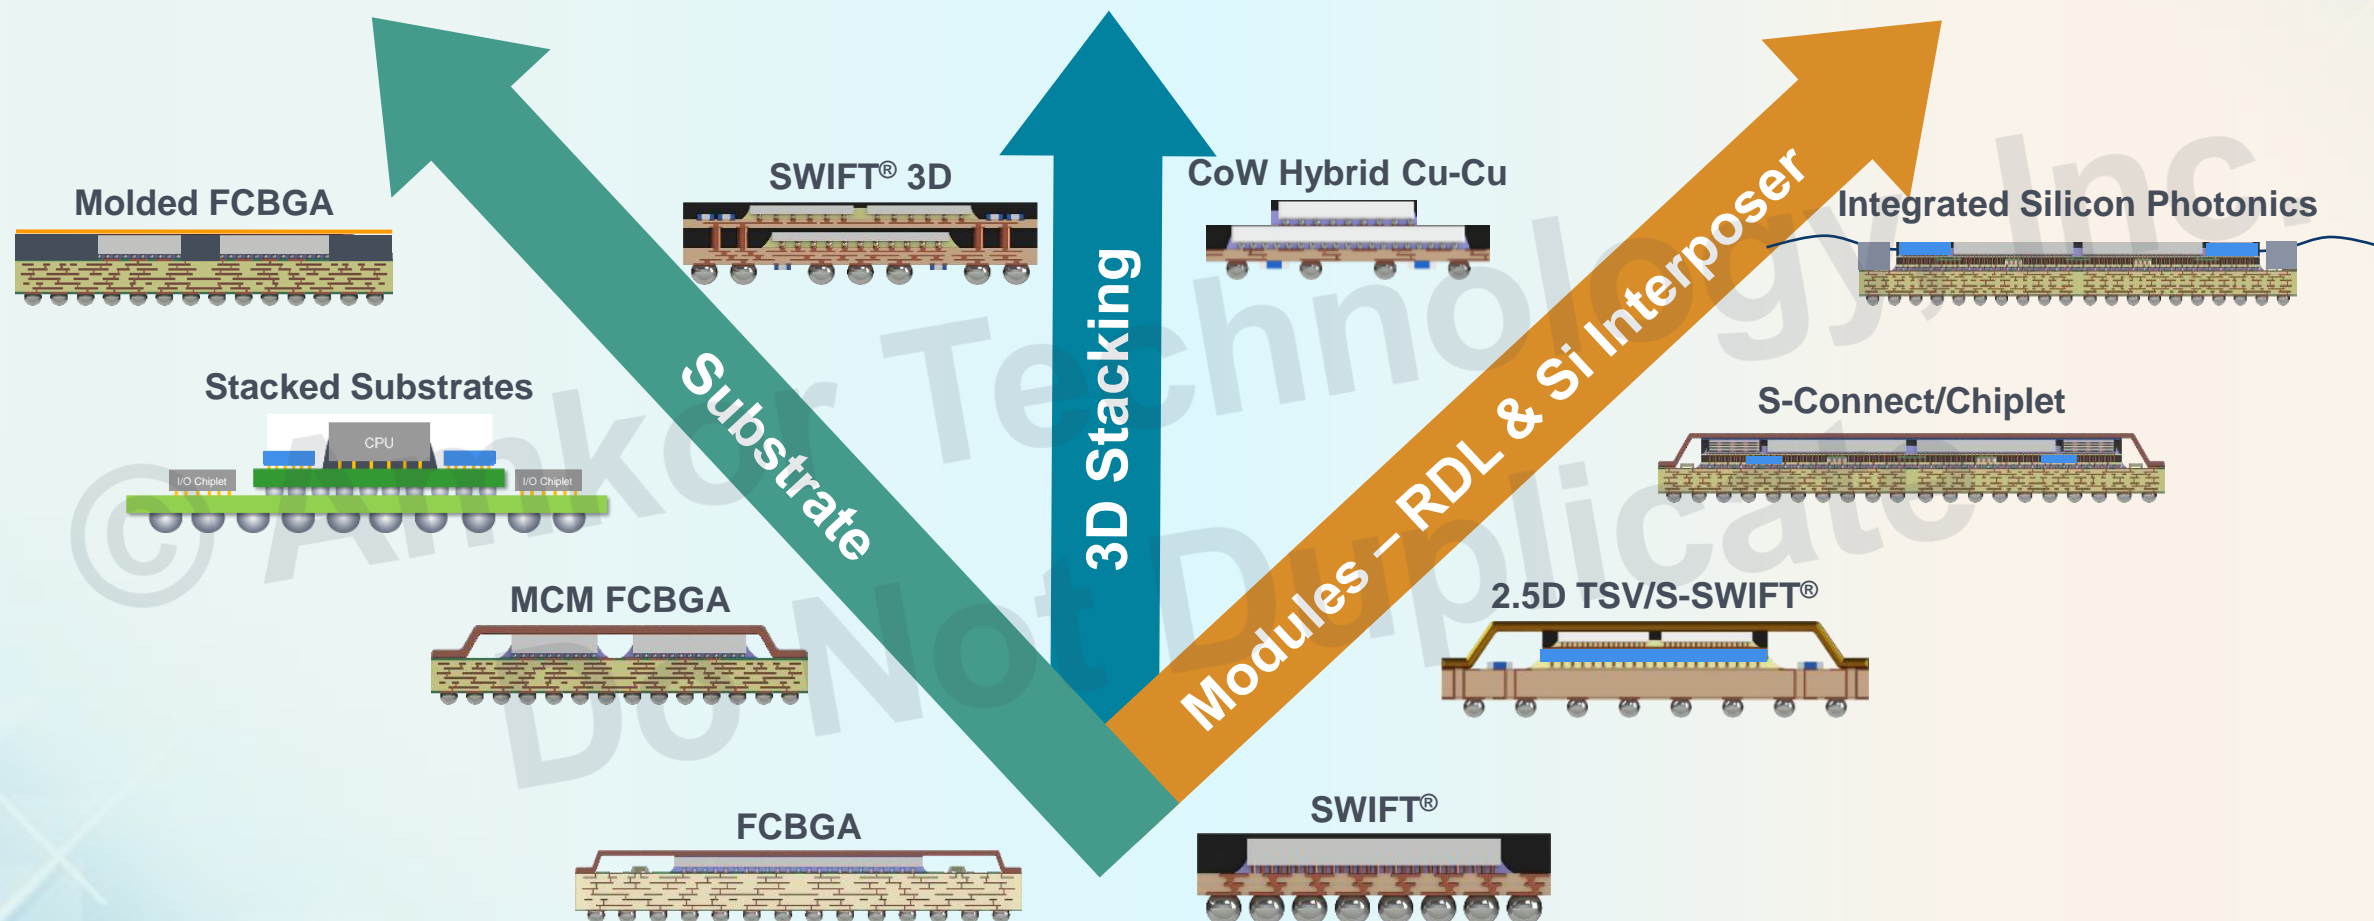 SWIFT® 3D
CoW Hybrid Cu-Cu
Molded FCBGA
Integrated Silicon Photonics
Stacked Substrates
CPU
I/O Chiplet
I/O Chiplet
S-Connect/Chiplet
Substrate
3D Stacking
Modules – RDL & Si Interposer
MCM FCBGA
2.5D TSV/S-SWIFT®
FCBGA
SWIFT®
© Amkor Technology, Inc.
Do Not Duplicate